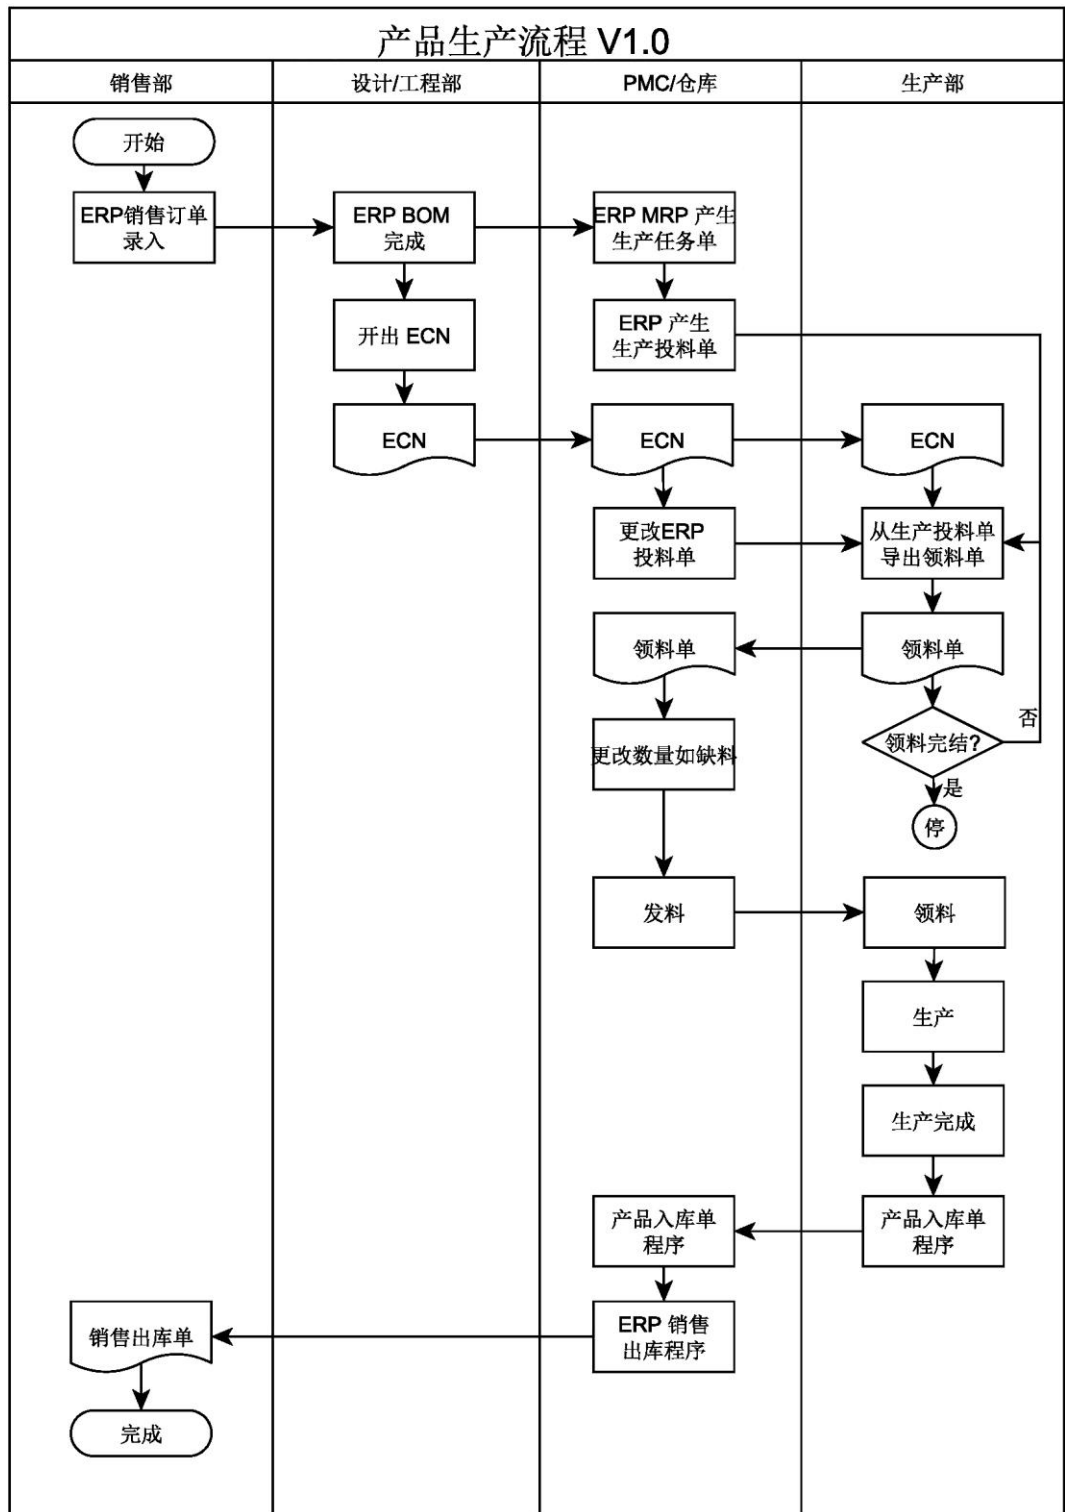 产品生产流程 V1.0
销售部
设计/工程部
PMC/仓库
生产部
开始
ERP销售订单
录入
ERP BOM
完成
ERP MRP 产生
生产任务单
开出 ECN
ERP 产生
生产投料单
ECN
ECN
ECN
更改ERP
投料单
从生产投料单
导出领料单
领料单
领料单
更改数量如缺料
领料完结?
否
是
停
发料
领料
生产
生产完成
产品入库单
程序
产品入库单
程序
销售出库单
ERP 销售
出库程序
完成